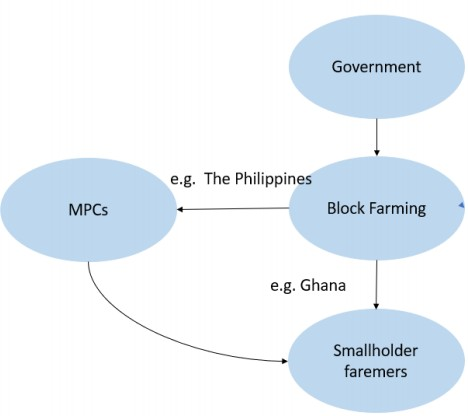 Government
e.g. The Philippines
MPCs
Block Farming
e.g. Ghana
Smallholder
faremers